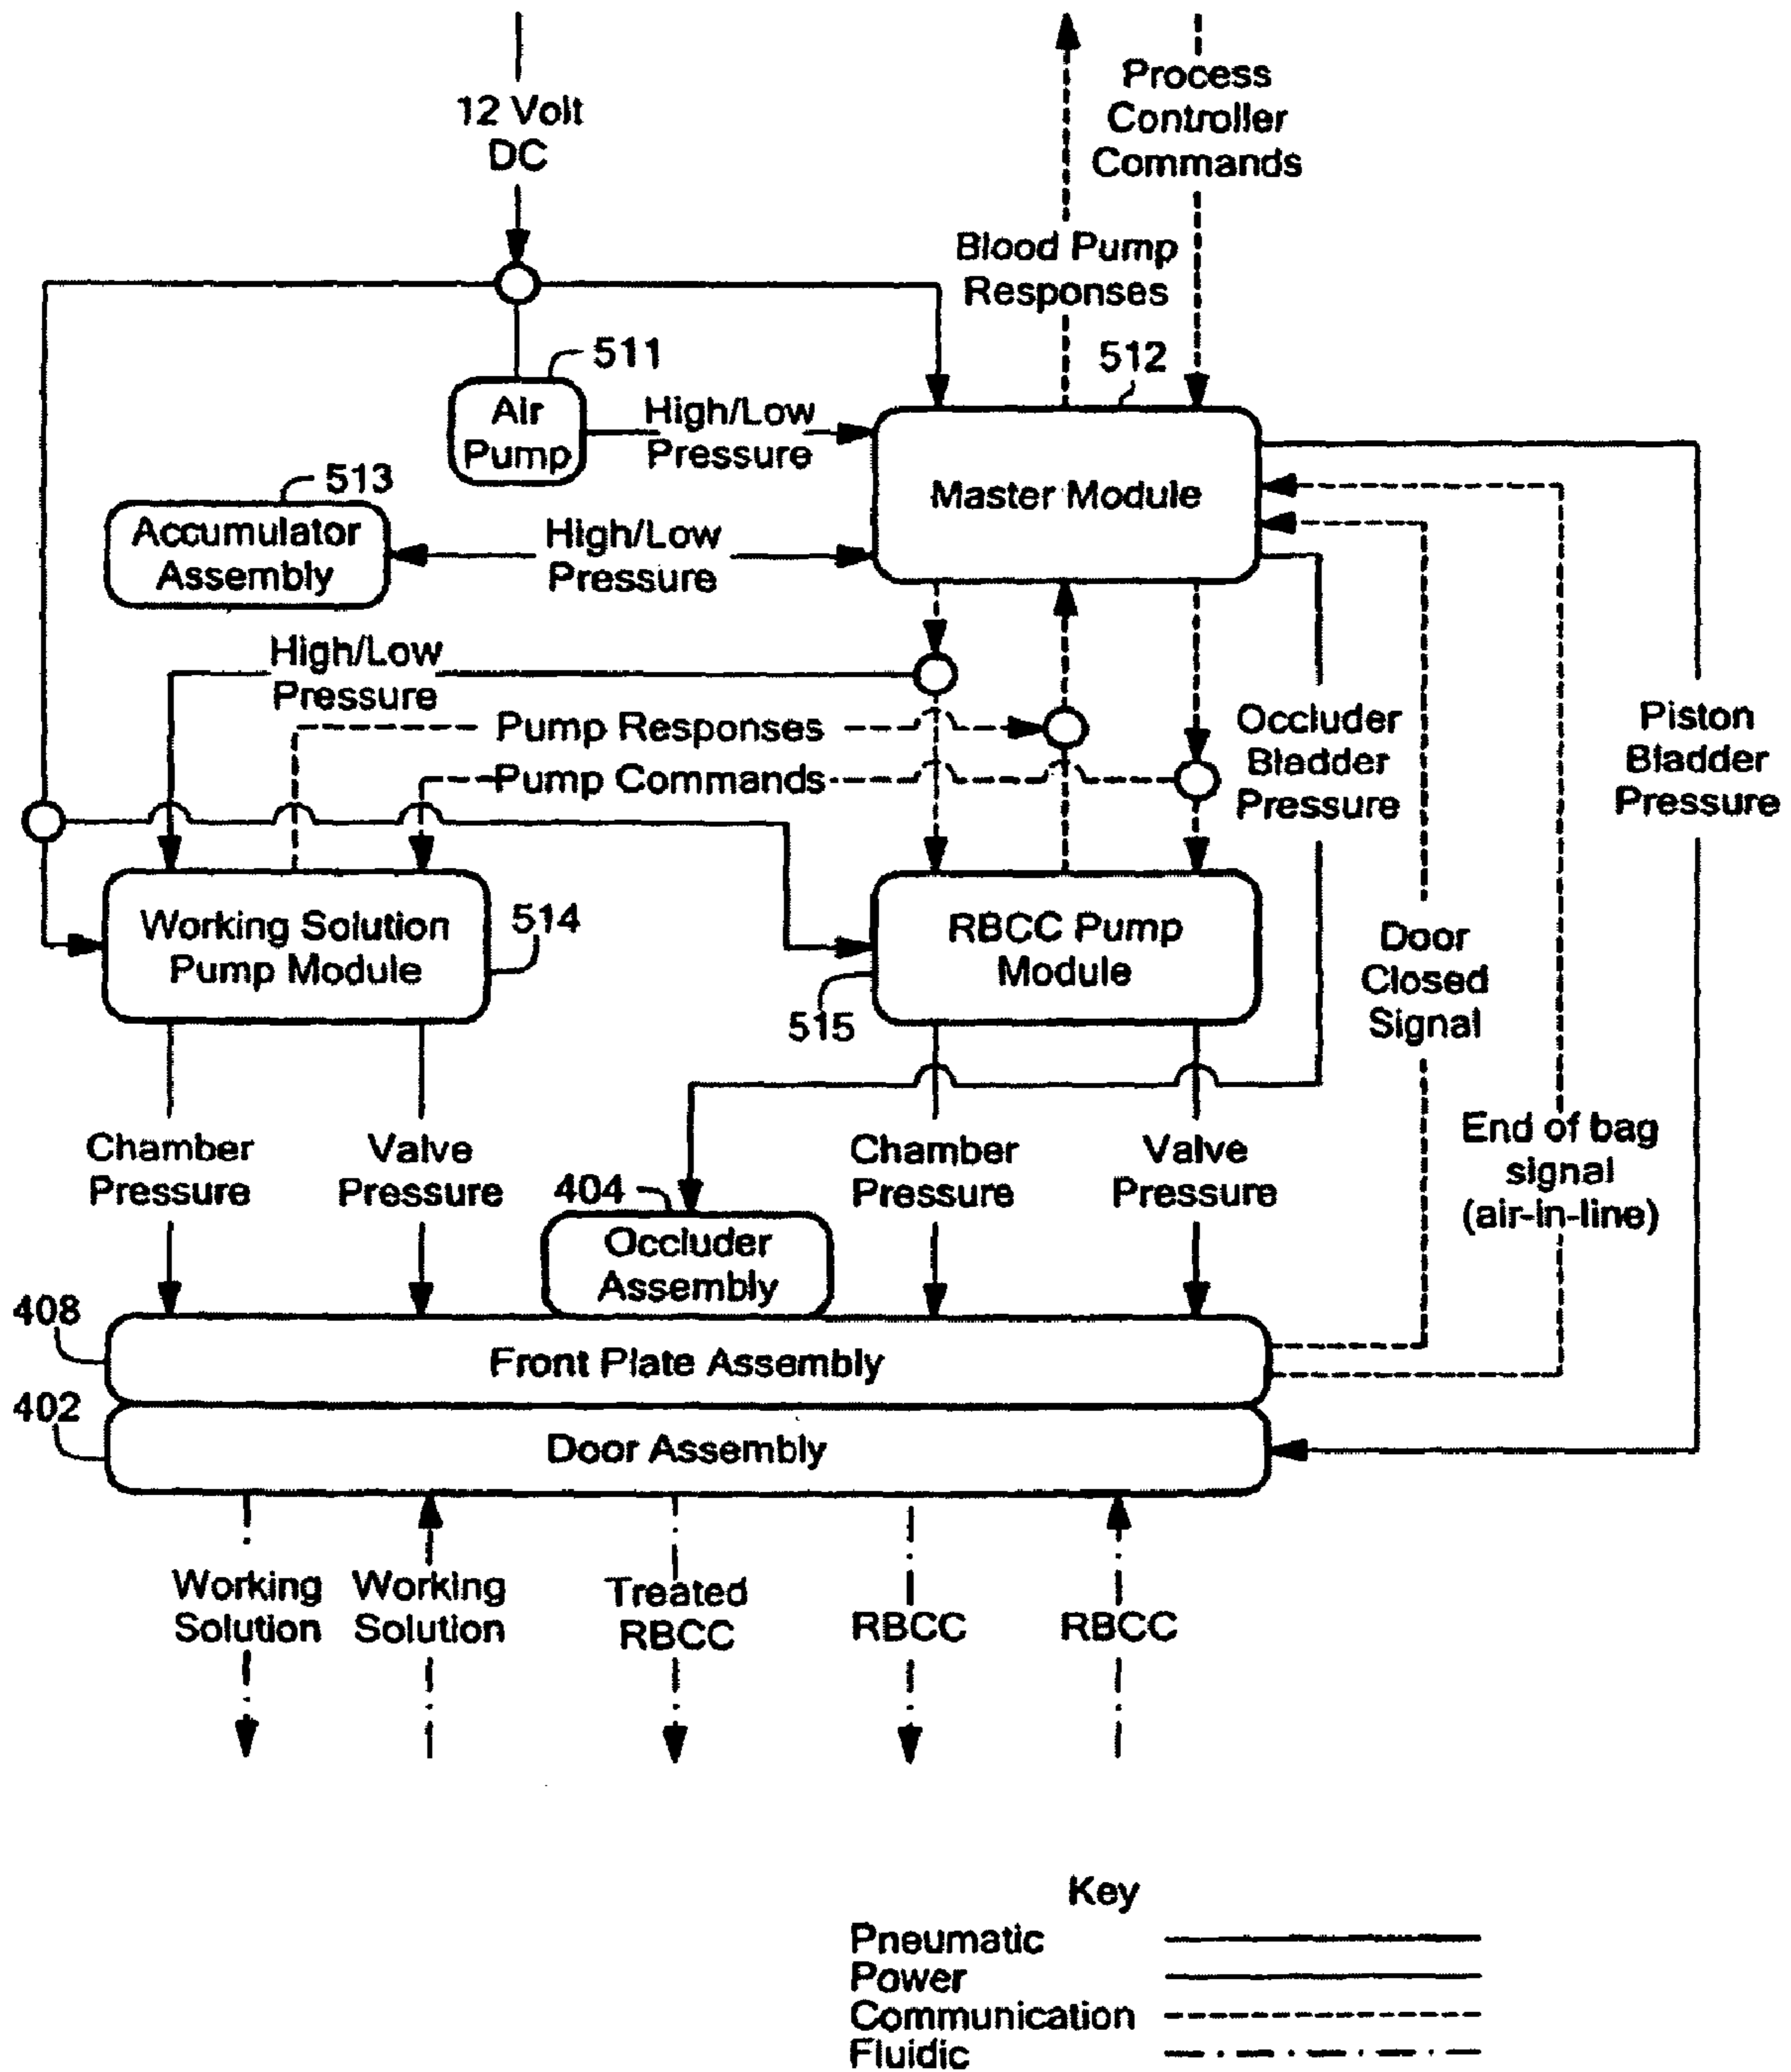 12 Volt
DC
Process
Controller
Commands
Blood Pump
Responses
511
512
Air
Pump
High/Low
Pressure
Master Module
513
Accumulator
Assembly
High/Low
Pressure
High/Low
Pressure
Pump Responses
Pump Commands
Occluder
Bladder
Pressure
Piston
Bladder
Pressure
Working Solution
Pump Module
514
RBCC Pump
Module
515
Door
Closed
Signal
Chamber
Pressure
Valve
Pressure
404
Occluder
Assembly
Chamber
Pressure
Valve
Pressure
End of bag
signal
(air-in-line)
408
Front Plate Assembly
402
Door Assembly
Working
Solution
Working
Solution
Treated
RBCC
RBCC
RBCC
Key
Pneumatic
Power
Communication
Fluidic